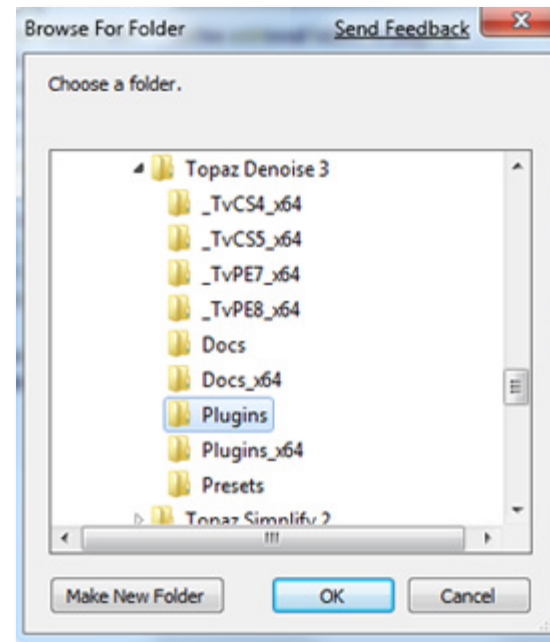 Browse For Folder Send Feedback
Choose a folder.
Topaz Denoise 3
_TvCS4_x64
_TvCS5_x64
_TvPE7_x64
_TvPE8_x64
Docs
Docs_x64
Plugins
Plugins_x64
Presets
Topaz Simplify 2
Make New Folder OK Cancel